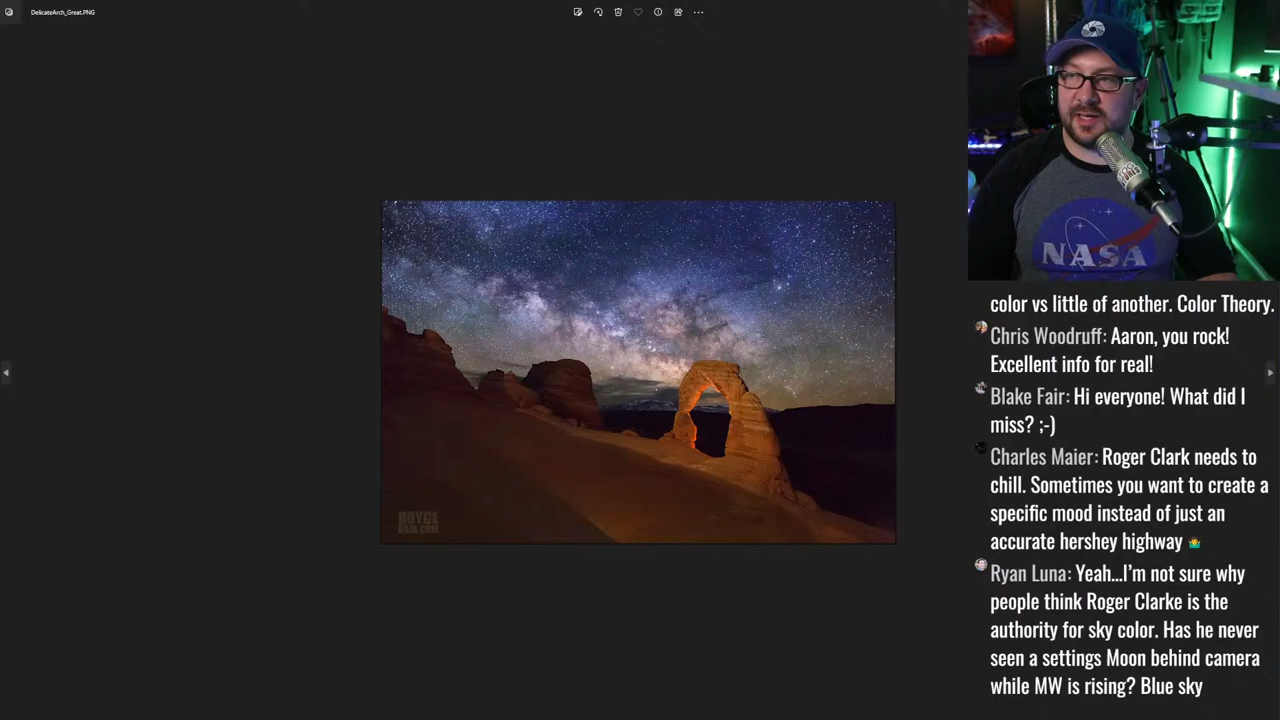 DelicateArch_Great.PNG
NASA
ROYCE
BAIR.COM
color vs little of another. Color Theory.
Chris Woodruff: Aaron, you rock!
Excellent info for real!
Blake Fair: Hi everyone! What did I
miss? ;-)
Charles Maier: Roger Clark needs to
chill. Sometimes you want to create a
specific mood instead of just an
accurate hershey highway 🤷‍♂️
Ryan Luna: Yeah...I’m not sure why
people think Roger Clarke is the
authority for sky color. Has he never
seen a settings Moon behind camera
while MW is rising? Blue sky